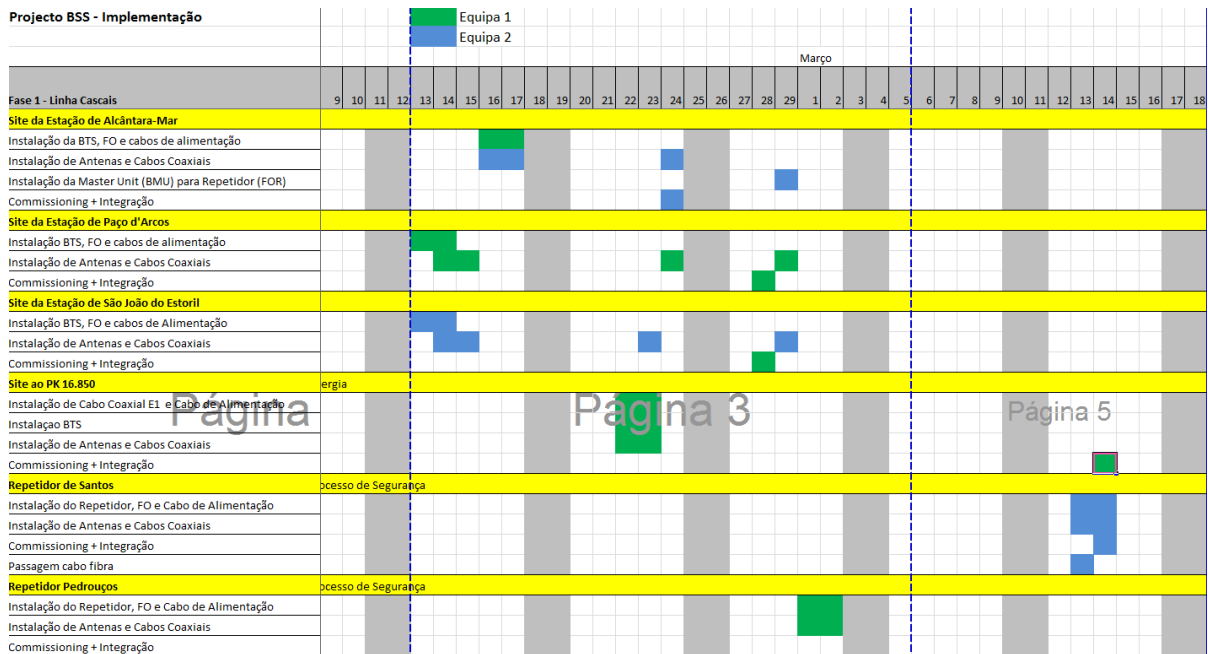 Projecto BSS - Implementação
Equipa 1
Equipa 2
Março
Fase 1 - Linha Cascais 9 10 11 12 13 14 15 16 17 18 19 20 21 22 23 24 25 26 27 28 29 1 2 3 4 5 6 7 8 9 10 11 12 13 14 15 16 17 18
Site da Estação de Alcântara-Mar
Instalação da BTS, FO e cabos de alimentação
Instalação de Antenas e Cabos Coaxiais
Instalação da Master Unit (BMU) para Repetidor (FOR)
Commissioning + Integração
Site da Estação de Paço d'Arcos
Instalação BTS, FO e cabos de alimentação
Instalação de Antenas e Cabos Coaxiais
Commissioning + Integração
Site da Estação de São João do Estoril
Instalação BTS, FO e cabos de Alimentação
Instalação de Antenas e Cabos Coaxiais
Commissioning + Integração
Site ao PK 16.850 ergia
Instalação de Cabo Coaxial E1 e Cabo de Alimentação
Página Página 3 Página 5
Instalaçao BTS
Instalação de Antenas e Cabos Coaxiais
Commissioning + Integração
Repetidor de Santos ocesso de Segurança
Instalação do Repetidor, FO e Cabo de Alimentação
Instalação de Antenas e Cabos Coaxiais
Commissioning + Integração
Passagem cabo fibra
Repetidor Pedrouços ocesso de Segurança
Instalação do Repetidor, FO e Cabo de Alimentação
Instalação de Antenas e Cabos Coaxiais
Commissioning + Integração